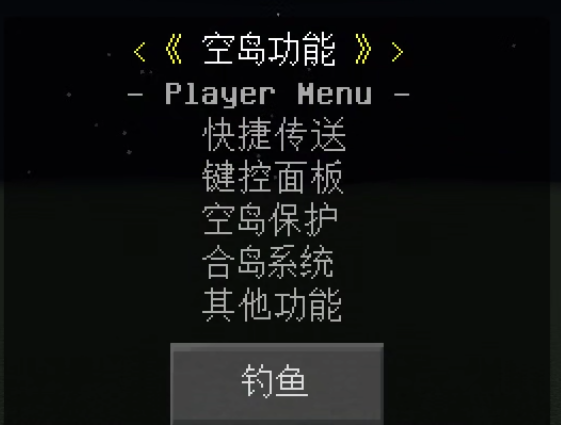 <《 空岛功能 》>
- Player Menu -
快捷传送
键控面板
空岛保护
合岛系统
其他功能
钓鱼